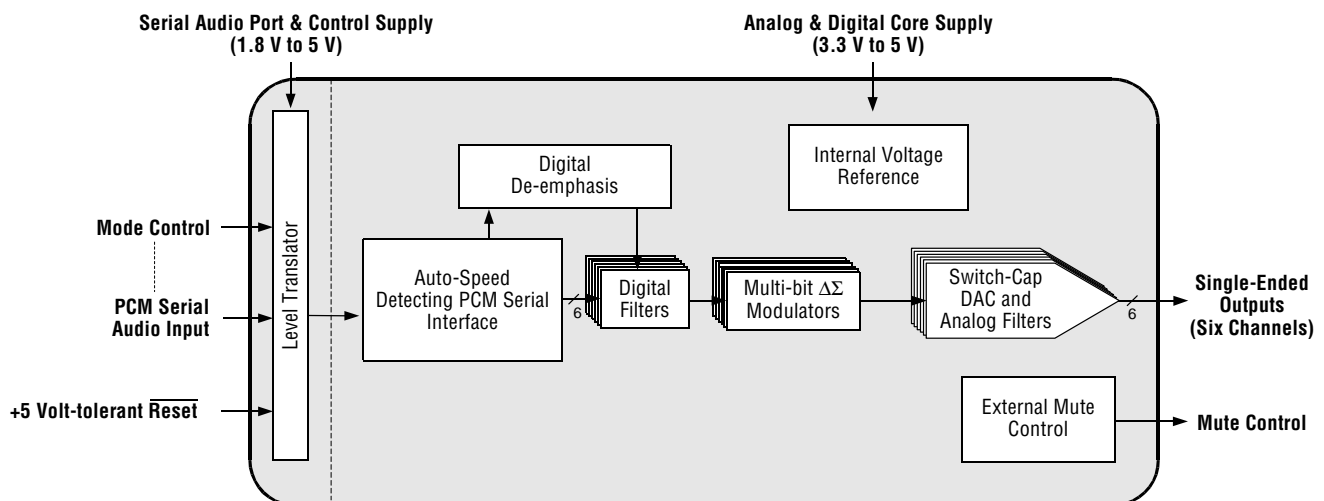 Serial Audio Port & Control Supply
(1.8 V to 5 V)
Analog & Digital Core Supply
(3.3 V to 5 V)
Internal Voltage
Reference
Digital
De-emphasis
Mode Control
PCM Serial
Audio Input
+5 Volt-tolerant Reset
Level Translator
Auto-Speed
Detecting PCM Serial
Interface
6
Digital
Filters
Multi-bit ΔΣ
Modulators
Switch-Cap
DAC and
Analog Filters
6
Single-Ended
Outputs
(Six Channels)
External Mute
Control
Mute Control